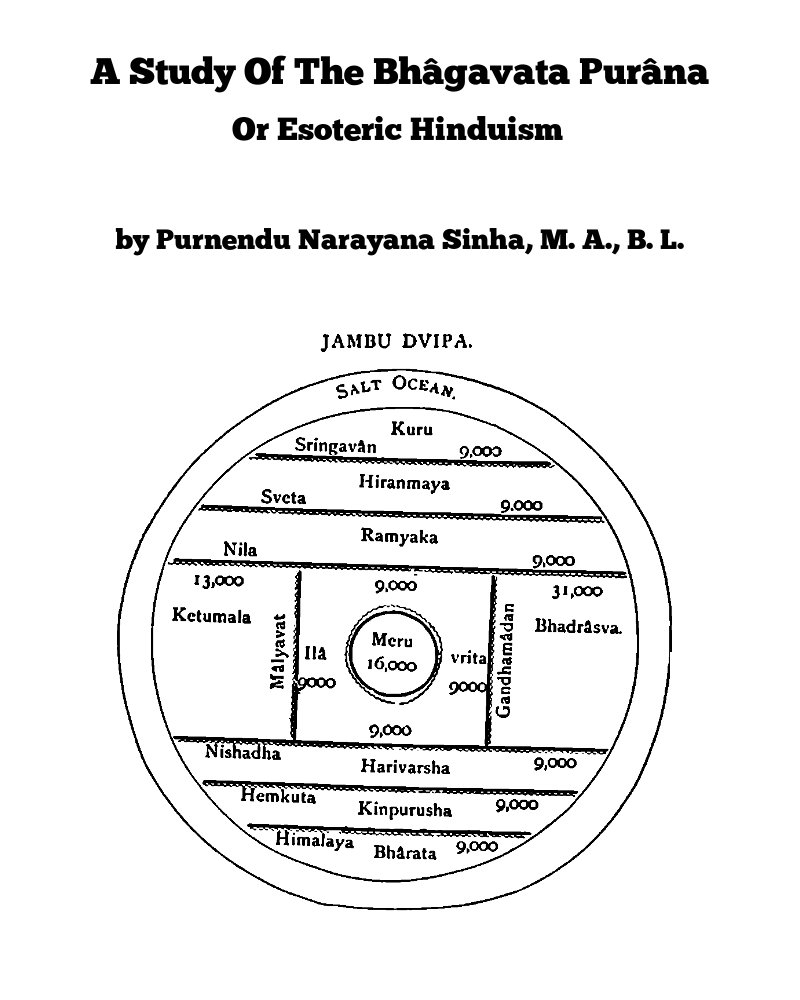 A Study Of The Bhâgavata Purâna
Or Esoteric Hinduism
by Purnendu Narayana Sinha, M. A., B. L.
JAMBU DVIPA.
SALT OCEAN.
Kuru
Sringavân 9,000
Hiranmaya
Sveta 9.000
Ramyaka
Nila 9,000
13,000 9,000 31,000
Ketumala Bhadrâsva.
Mâlyavat
Gandhamâdan
Meru
Ilâ 16,000 vrita
9000 9000
9,000
Nishadha Harivarsha 9,000
Hemkuta Kinpurusha 9,000
Himalaya Bhârata 9,000